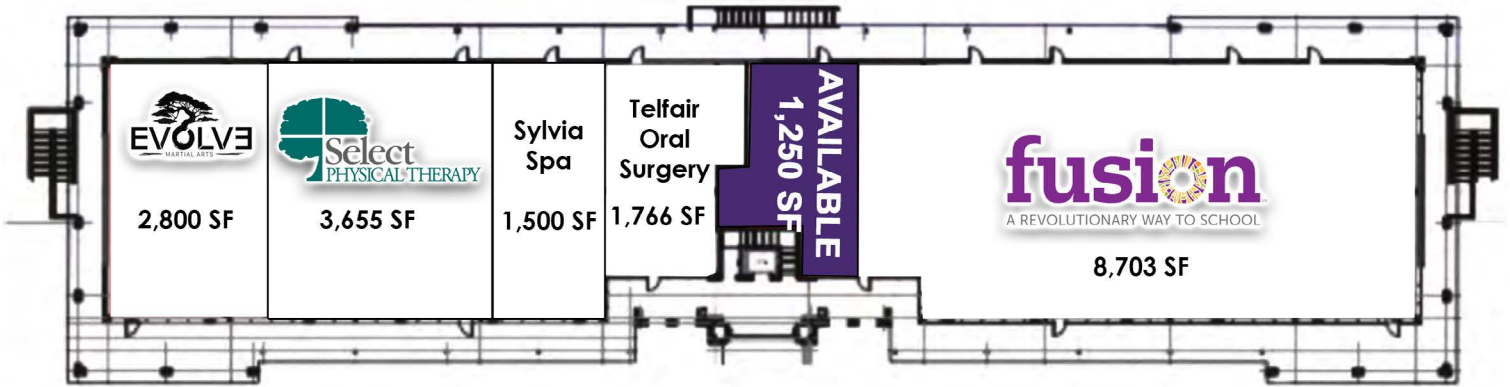 EVOLVE
MARTIAL ARTS
2,800 SF
Select
PHYSICAL THERAPY
3,655 SF
Sylvia
Spa
1,500 SF
Telfair
Oral
Surgery
1,766 SF
AVAILABLE
1,250 SF
fusion
A REVOLUTIONARY WAY TO SCHOOL
8,703 SF